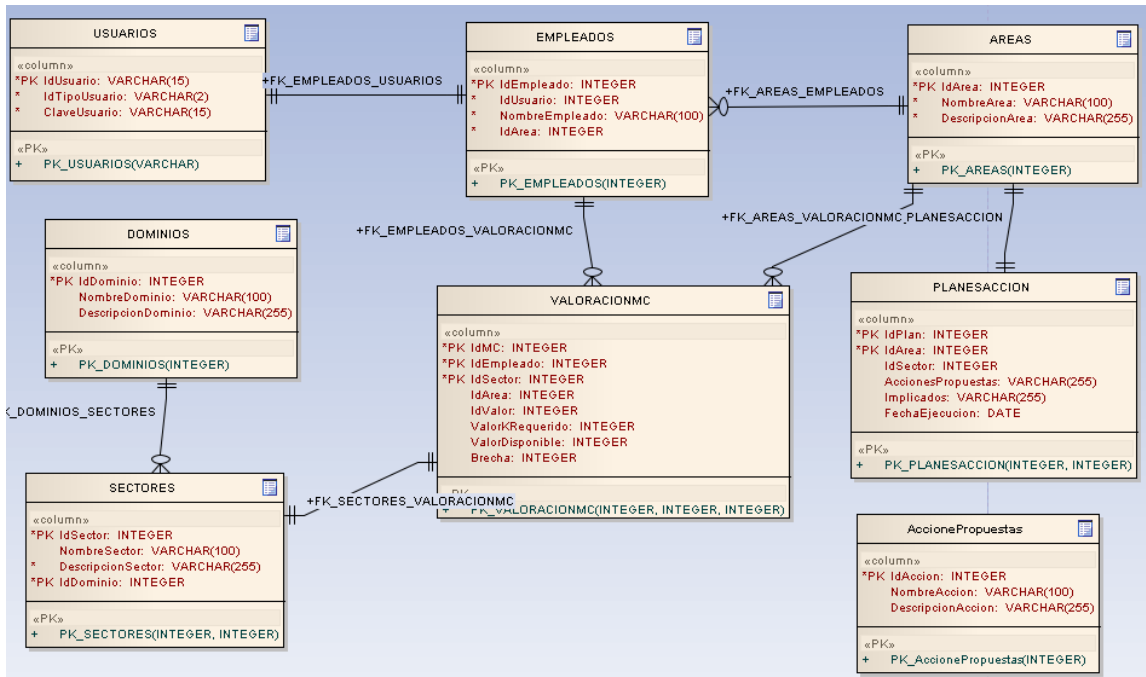 USUARIOS
«column»
*PK IdUsuario: VARCHAR(15)
* IdTipoUsuario: VARCHAR(2)
* ClaveUsuario: VARCHAR(15)
«PK»
+ PK_USUARIOS(VARCHAR)
+FK_EMPLEADOS_USUARIOS
EMPLEADOS
«column»
*PK IdEmpleado: INTEGER
* IdUsuario: INTEGER
* NombreEmpleado: VARCHAR(100)
* IdArea: INTEGER
«PK»
+ PK_EMPLEADOS(INTEGER)
+FK_AREAS_EMPLEADOS
AREAS
«column»
*PK IdArea: INTEGER
* NombreArea: VARCHAR(100)
* DescripcionArea: VARCHAR(255)
«PK»
+ PK_AREAS(INTEGER)
+FK_EMPLEADOS_VALORACIONMC
+FK_AREAS_VALORACIONMC_PLANESACCION
DOMINIOS
«column»
*PK IdDominio: INTEGER
NombreDominio: VARCHAR(100)
DescripcionDominio: VARCHAR(255)
«PK»
+ PK_DOMINIOS(INTEGER)
K_DOMINIOS_SECTORES
VALORACIONMC
«column»
*PK IdMC: INTEGER
*PK IdEmpleado: INTEGER
*PK IdSector: INTEGER
IdArea: INTEGER
IdValor: INTEGER
ValorKRequerido: INTEGER
ValorDisponible: INTEGER
Brecha: INTEGER
«PK»
+ PK_VALORACIONMC(INTEGER, INTEGER, INTEGER)
+FK_SECTORES_VALORACIONMC
PLANESACCION
«column»
*PK IdPlan: INTEGER
*PK IdArea: INTEGER
IdSector: INTEGER
AccionesPropuestas: VARCHAR(255)
Implicados: VARCHAR(255)
FechaEjecucion: DATE
«PK»
+ PK_PLANESACCION(INTEGER, INTEGER)
SECTORES
«column»
*PK IdSector: INTEGER
NombreSector: VARCHAR(100)
* DescripcionSector: VARCHAR(255)
*PK IdDominio: INTEGER
«PK»
+ PK_SECTORES(INTEGER, INTEGER)
AccionePropuestas
«column»
*PK IdAccion: INTEGER
NombreAccion: VARCHAR(100)
DescripcionAccion: VARCHAR(255)
«PK»
+ PK_AccionePropuestas(INTEGER)